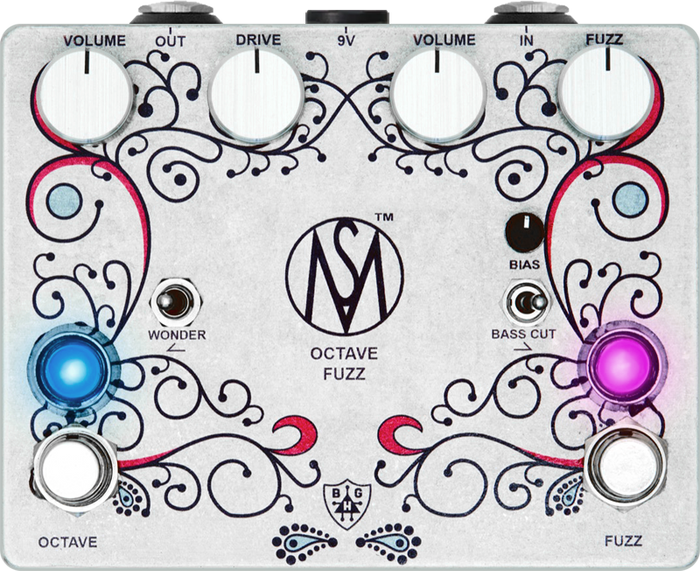 VOLUME OUT DRIVE 9V VOLUME IN FUZZ
TM
BIAS
WONDER
BASS CUT
OCTAVE
FUZZ
B G
H
OCTAVE
FUZZ